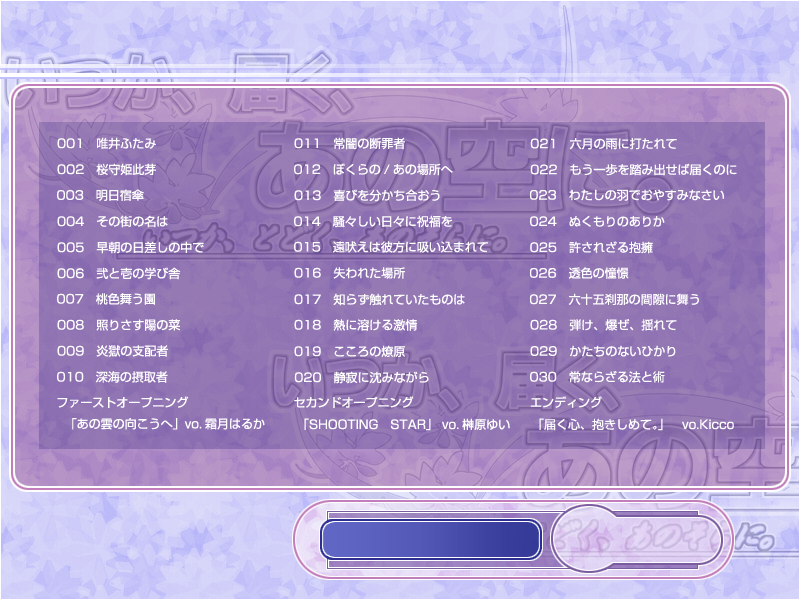 いつか、届く、
あの空に。
001 唯井ふたみ
002 桜守姫此芽
003 明日宿傘
004 その街の名は
005 早朝の日差しの中で
006 弐と壱の学び舎
007 桃色舞う園
008 照りさす陽の菜
009 炎獄の支配者
010 深海の摂取者
ファーストオープニング
「あの雲の向こうへ」vo.霜月はるか
011 常闇の断罪者
012 ぼくらの / あの場所へ
013 喜びを分かち合おう
014 騒々しい日々に祝福を
015 遠吠えは彼方に吸い込まれて
016 失われた場所
017 知らず触れていたものは
018 熱に溶ける激情
019 こころの燎原
020 静寂に沈みながら
セカンドオープニング
「SHOOTING STAR」 vo.榊原ゆい
021 六月の雨に打たれて
022 もう一歩を踏み出せば届くのに
023 わたしの羽でおやすみなさい
024 ぬくもりのありか
025 許されざる抱擁
026 透色の憧憬
027 六十五刹那の間隙に舞う
028 弾け、爆ぜ、揺れて
029 かたちのないひかり
030 常ならざる法と術
エンディング
「届く心、抱きしめて。」 vo.Kicco
いつか、届く、
あの空